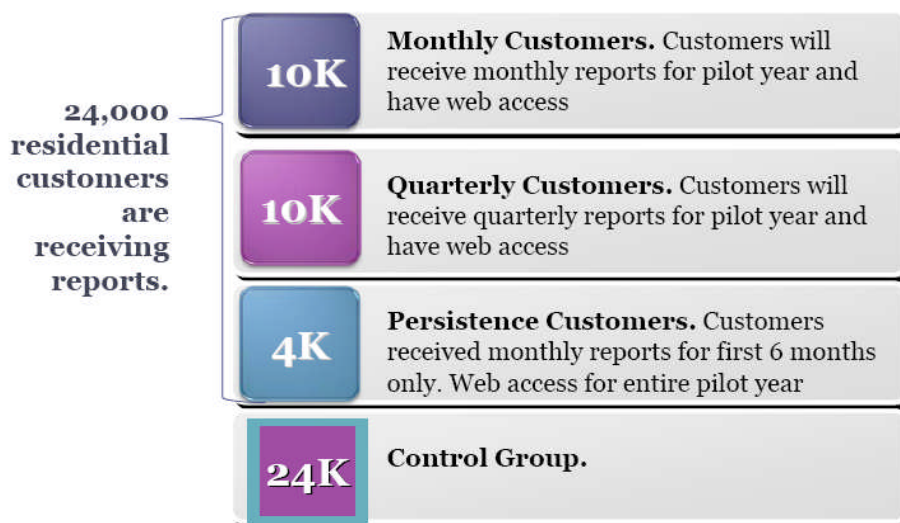 24,000
residential
customers
are
receiving
reports.
10K
Monthly Customers. Customers will
receive monthly reports for pilot year and
have web access
10K
Quarterly Customers. Customers will
receive quarterly reports for pilot year and
have web access
4K
Persistence Customers. Customers
received monthly reports for first 6 months
only. Web access for entire pilot year
24K
Control Group.